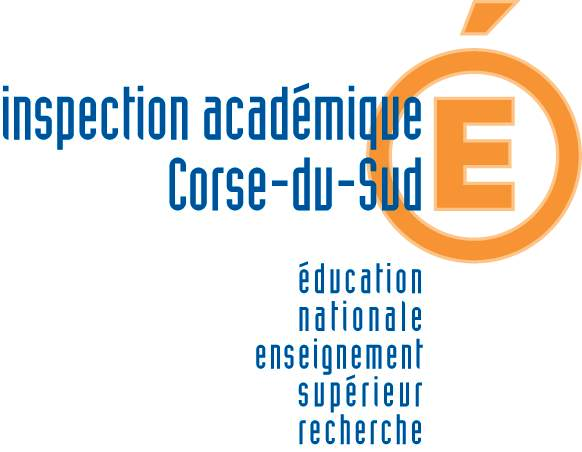 inspection académique
Corse-du-Sud
É
éducation
nationale
enseignement
supérieur
recherche